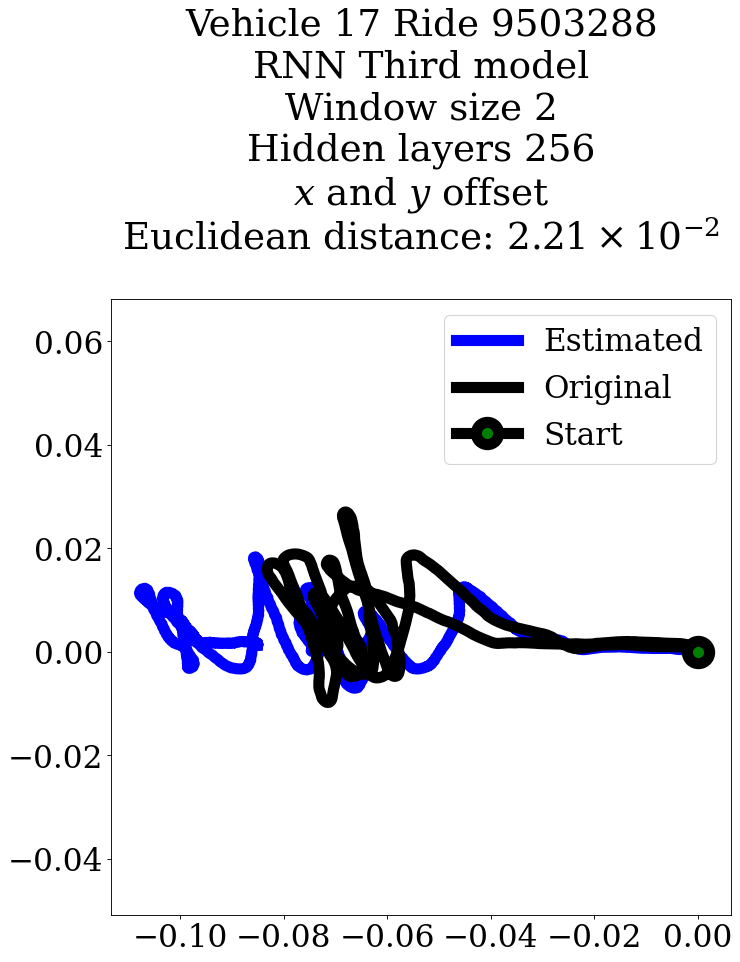 Vehicle 17 Ride 9503288
RNN Third model
Window size 2
Hidden layers 256
x and y offset
Euclidean distance: 2.21 × 10⁻²
Estimated
Original
Start
0.06
0.04
0.02
0.00
−0.02
−0.04
−0.10 −0.08 −0.06 −0.04 −0.02 0.00